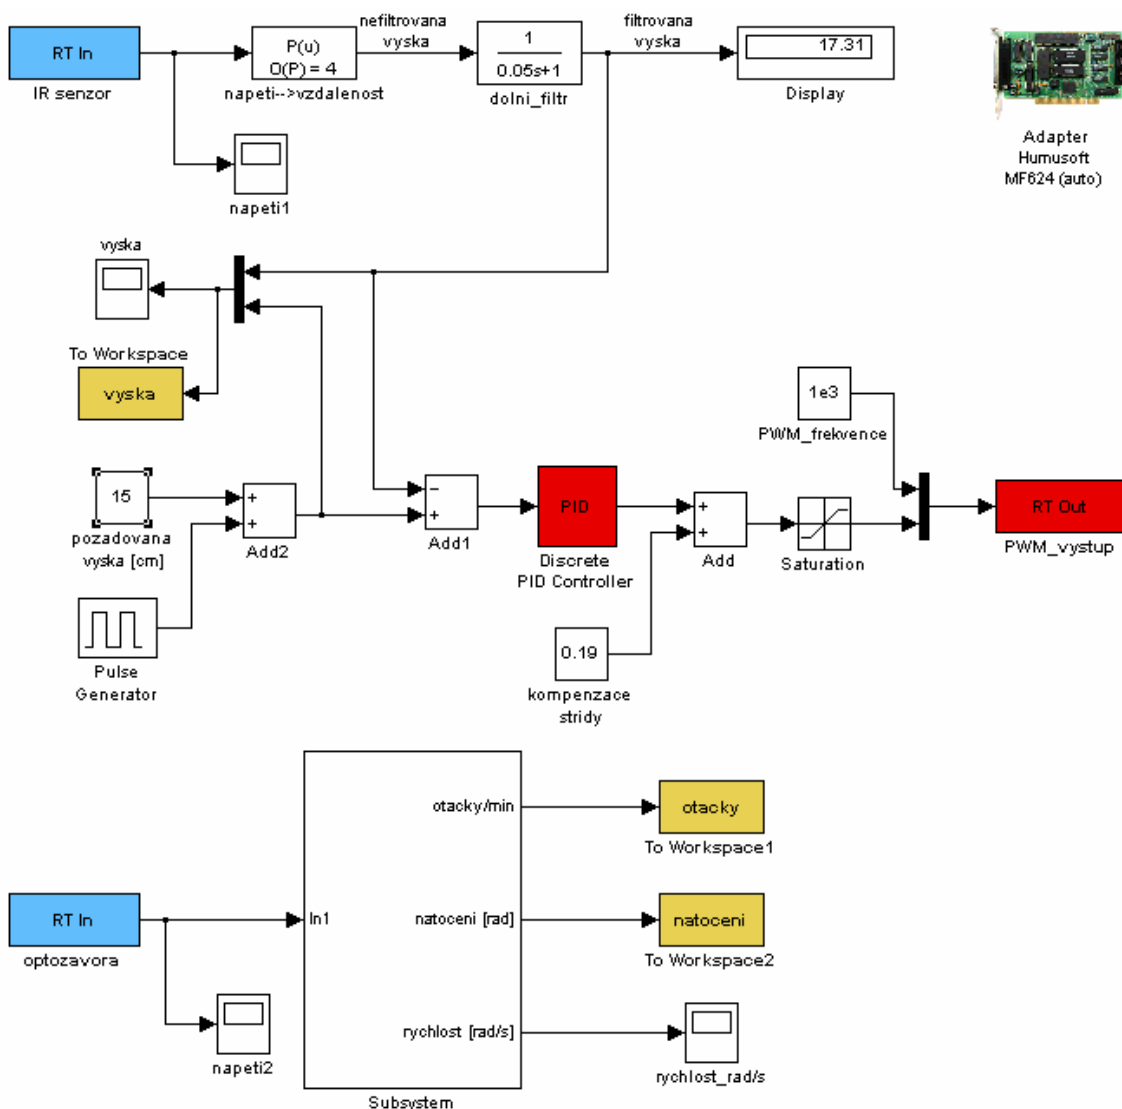 RT In
IR senzor
P(u)
O(P) = 4
napeti-->vzdalenost
nefiltrovana
vyska
1
0.05s+1
dolni_filtr
filtrovana
vyska
17.31
Display
Adapter
Humusoft
MF624 (auto)
napeti1
vyska
To Workspace
vyska
1e3
PWM_frekvence
15
pozadovana
vyska [cm]
+
+
Add2
−
+
Add1
PID
Discrete
PID Controller
+
+
Add
Saturation
RT Out
PWM_vystup
Pulse
Generator
0.19
kompenzace
stridy
otacky/min
otacky
To Workspace1
RT In
optozavora
In1
natoceni [rad]
natoceni
To Workspace2
napeti2
rychlost [rad/s]
rychlost_rad/s
Subsystem